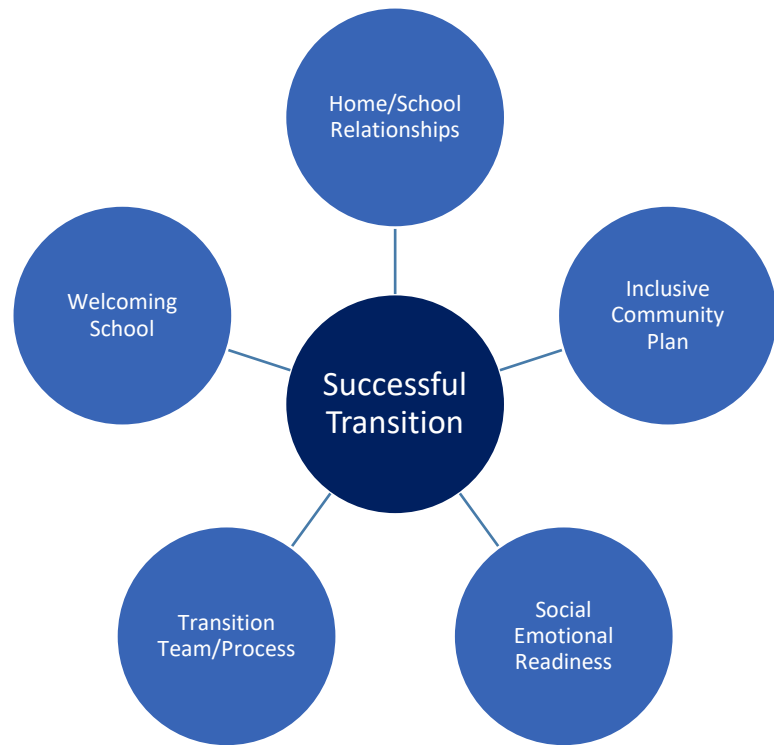 Home/School
Relationships
Inclusive
Community
Plan
Social
Emotional
Readiness
Transition
Team/Process
Welcoming
School
Successful
Transition